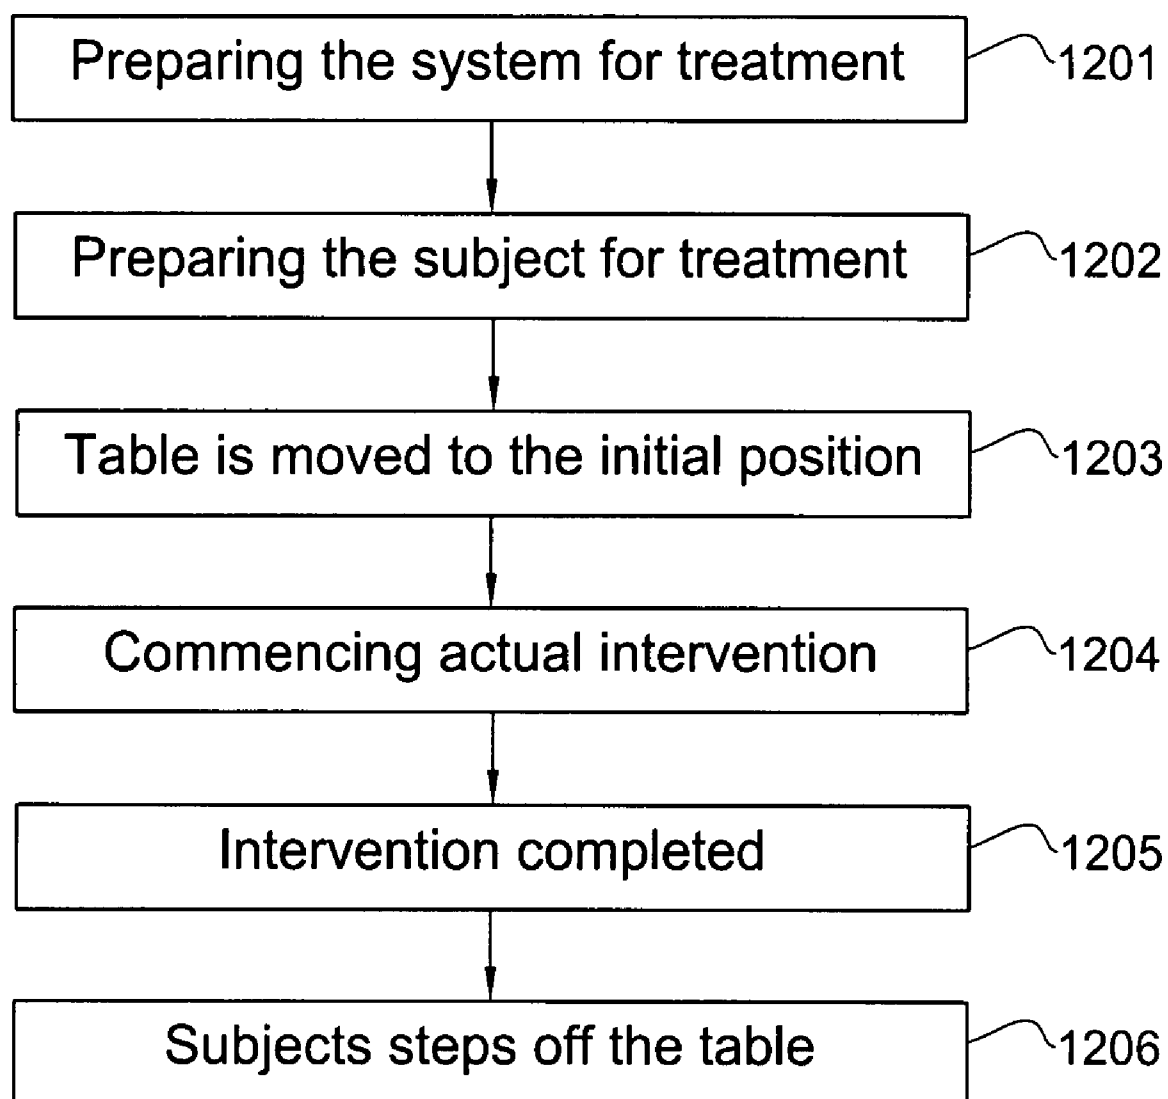 Preparing the system for treatment 1201
Preparing the subject for treatment 1202
Table is moved to the initial position 1203
Commencing actual intervention 1204
Intervention completed 1205
Subjects steps off the table 1206